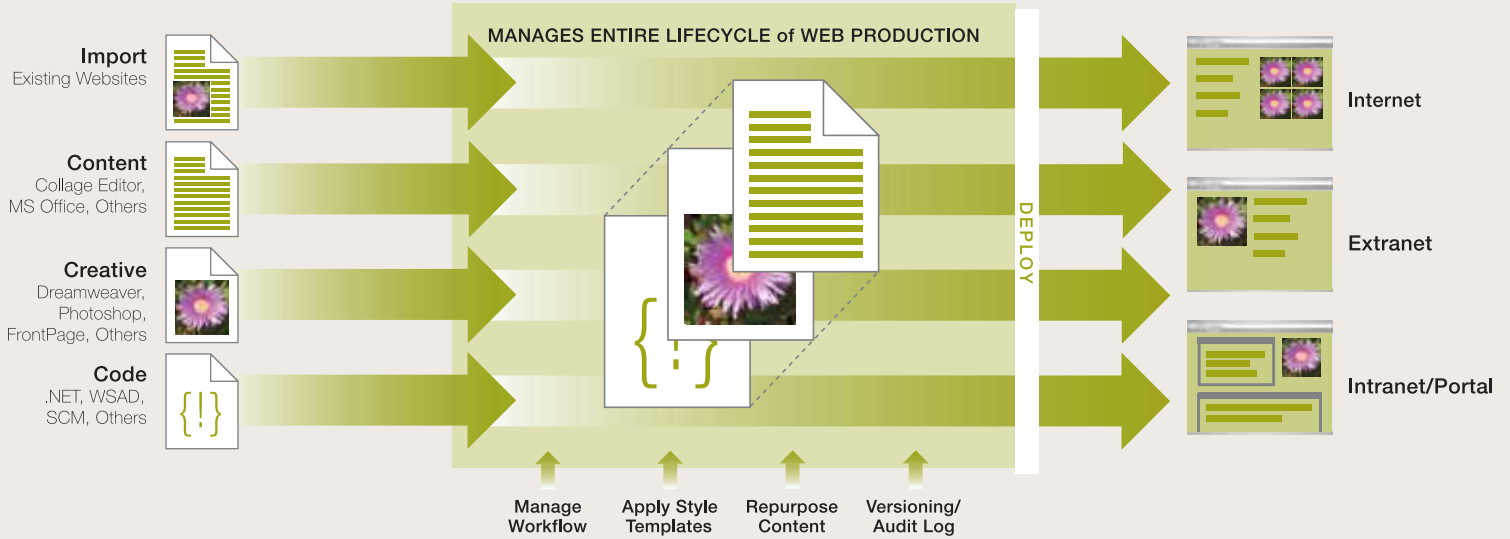 MANAGES ENTIRE LIFECYCLE of WEB PRODUCTION
Import
Existing Websites
Content
Collage Editor,
MS Office, Others
Creative
Dreamweaver,
Photoshop,
FrontPage, Others
Code
.NET, WSAD,
SCM, Others
{!}
{!}
DEPLOY
Internet
Extranet
Intranet/Portal
Manage
Workflow
Apply Style
Templates
Repurpose
Content
Versioning/
Audit Log